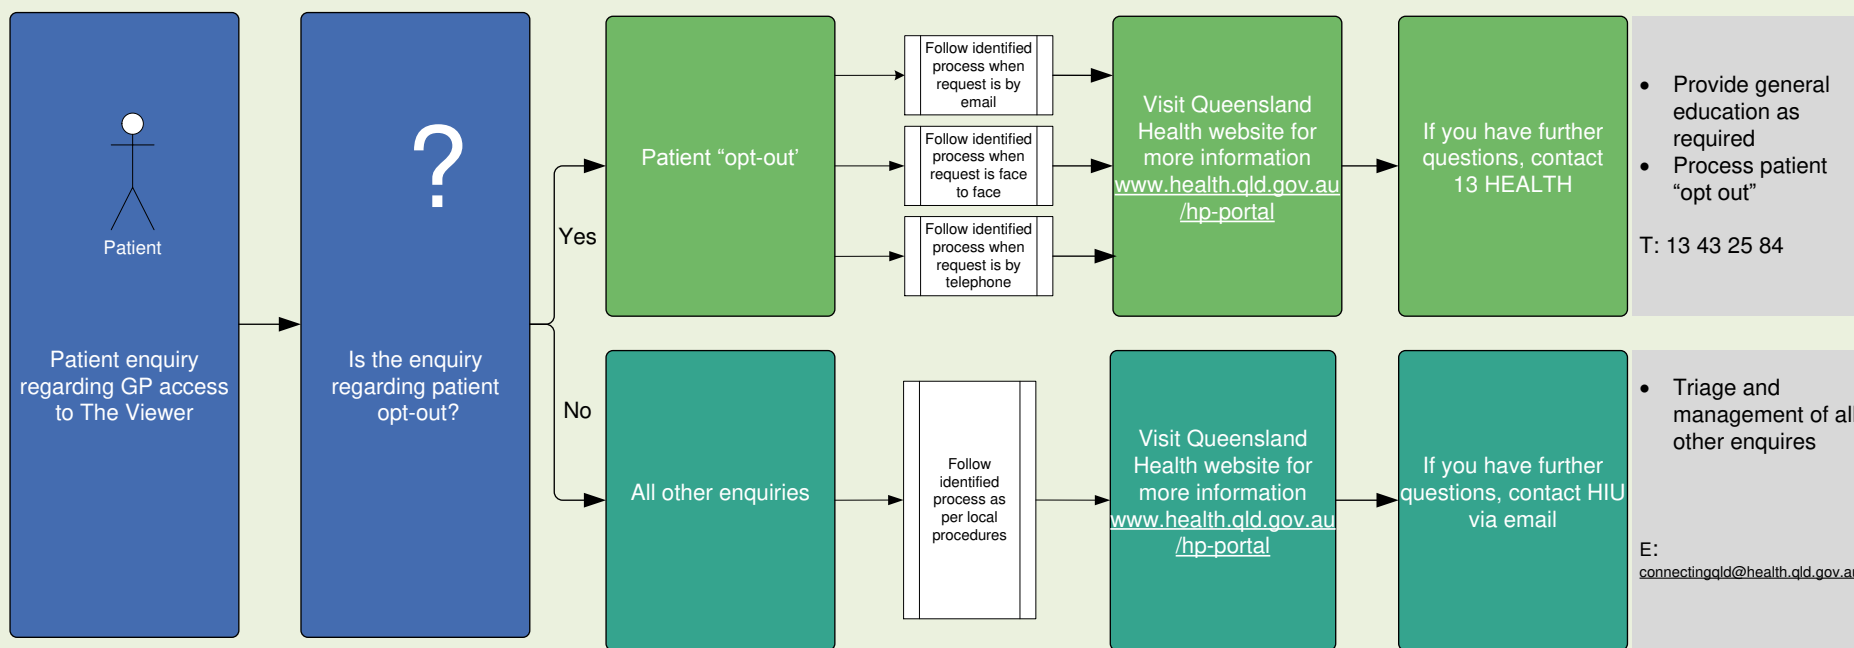 Patient
Patient enquiry
regarding GP access
to The Viewer
?
Is the enquiry
regarding patient
opt-out?
Yes
No
Patient “opt-out’
Follow identified
process when
request is by
email
Follow identified
process when
request is face
to face
Follow identified
process when
request is by
telephone
Visit Queensland
Health website for
more information
www.health.qld.gov.au
/hp-portal
If you have further
questions, contact
13 HEALTH
• Provide general
education as
required
• Process patient
“opt out”
T: 13 43 25 84
All other enquiries
Follow
identified
process as
per local
procedures
Visit Queensland
Health website for
more information
www.health.qld.gov.au
/hp-portal
If you have further
questions, contact HIU
via email
• Triage and
management of all
other enquires
E:
connectingqld@health.qld.gov.au